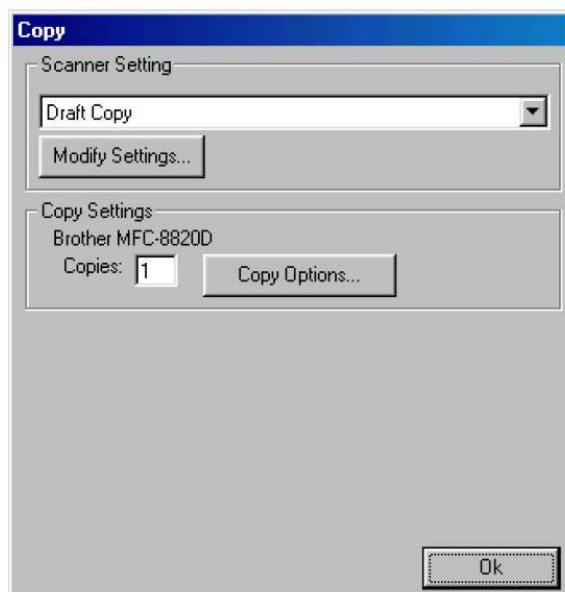 Copy
Scanner Setting
Draft Copy
Modify Settings...
Copy Settings
Brother MFC-8820D
Copies: 1 Copy Options...
Ok